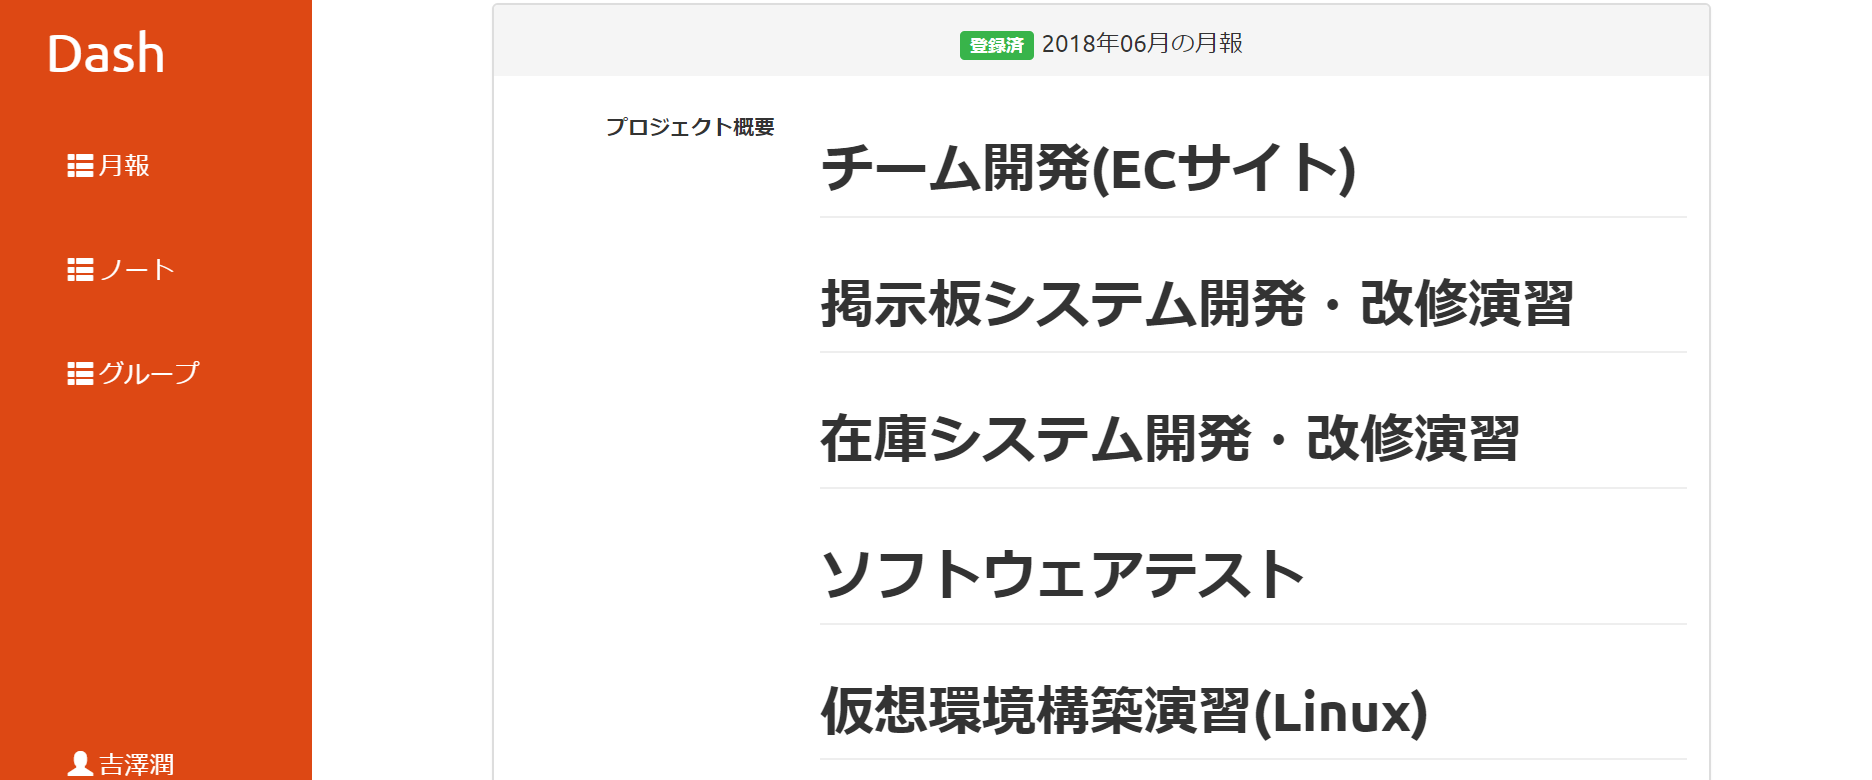 Dash
月報
ノート
グループ
吉澤潤
登録済 2018年06月の月報
プロジェクト概要
チーム開発(ECサイト)
掲示板システム開発・改修演習
在庫システム開発・改修演習
ソフトウェアテスト
仮想環境構築演習(Linux)